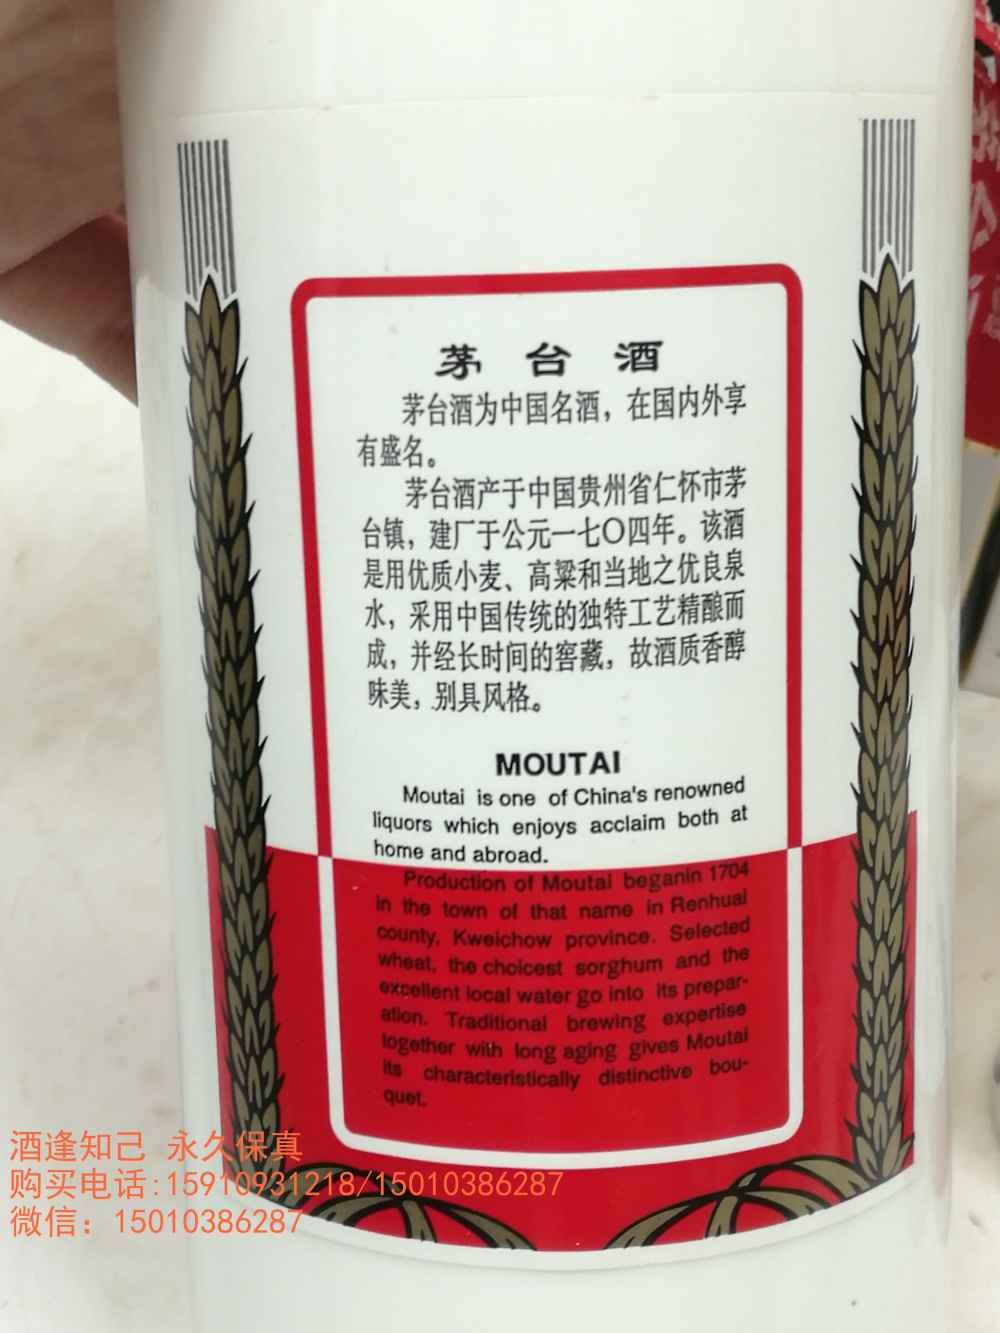 茅台酒
茅台酒为中国名酒，在国内外享
有盛名。
茅台酒产于中国贵州省仁怀市茅
台镇，建厂于公元一七〇四年。该酒
是用优质小麦、高粱和当地之优良泉
水，采用中国传统的独特工艺精酿而
成，并经长时间的窖藏，故酒质香醇
味美，别具风格。
MOUTAI
Moutai is one of China's renowned
liquors which enjoys acclaim both at
home and abroad.
Production of Moutai beganin 1704
in the town of that name in Renhual
county, Kweichow province. Selected
wheat, the choicest sorghum and the
excellent local water go into its prepar-
ation. Traditional brewing expertise
together with long aging gives Moutai
its characteristically distinctive bou-
quet.
酒逢知己 永久保真
购买电话:15910931218/15010386287
微信：15010386287